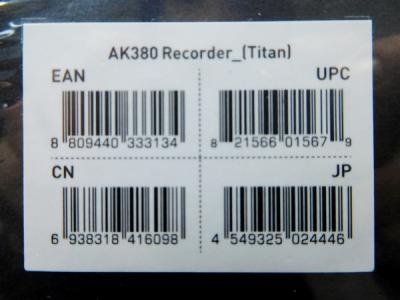 AK380 Recorder_(Titan)
EAN UPC
8 809440 333134 8 21566 01567 9
CN JP
6 938318 416098 4 549325 024446